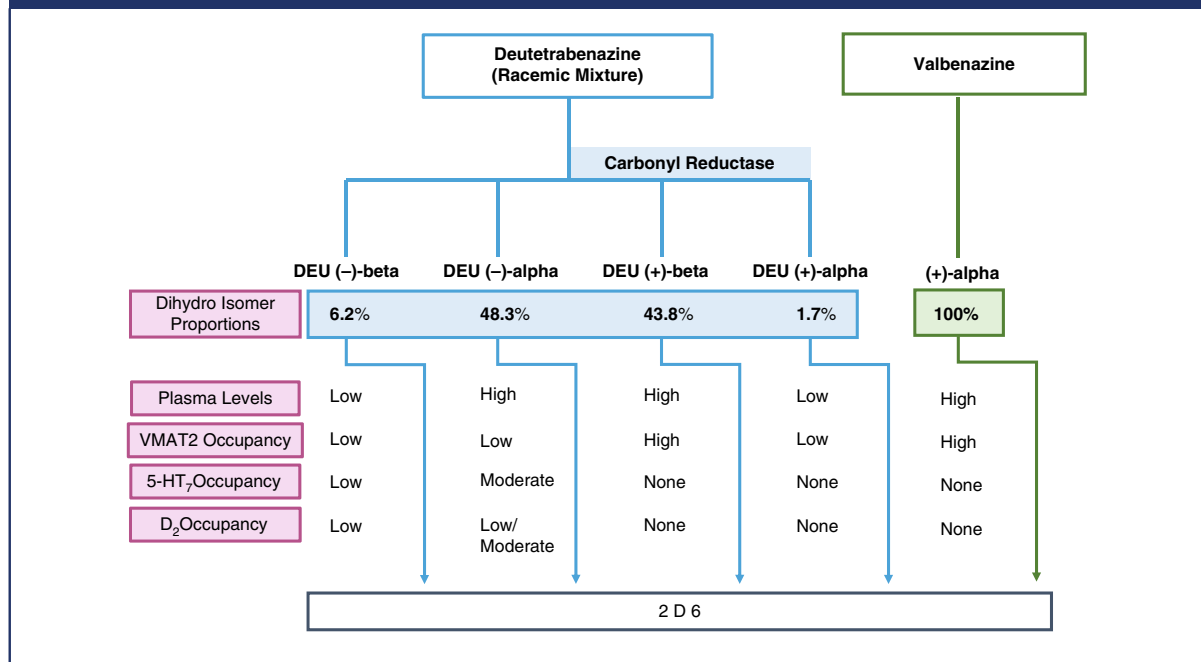 Deutetrabenazine
(Racemic Mixture)
Valbenazine
Carbonyl Reductase
DEU (–)-beta DEU (–)-alpha DEU (+)-beta DEU (+)-alpha (+)-alpha
Dihydro Isomer
Proportions
6.2% 48.3% 43.8% 1.7% 100%
Plasma Levels Low High High Low High
VMAT2 Occupancy Low Low High Low High
5-HT₇Occupancy Low Moderate None None None
D₂Occupancy Low Low/
Moderate None None None
2 D 6